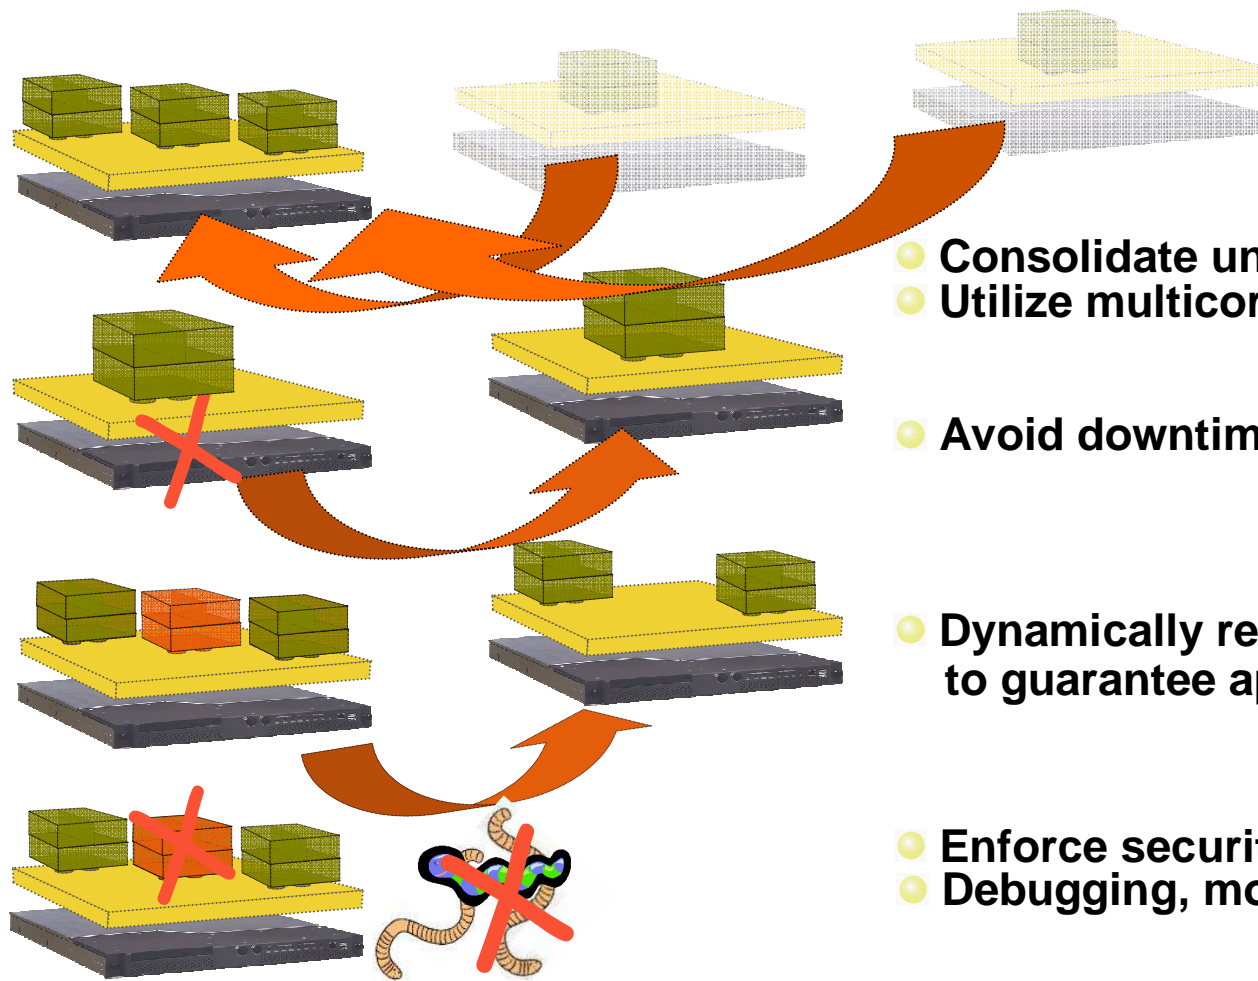 Consolidate un
Utilize multicor
Avoid downtim
Dynamically re
to guarantee ap
Enforce securit
Debugging, mo